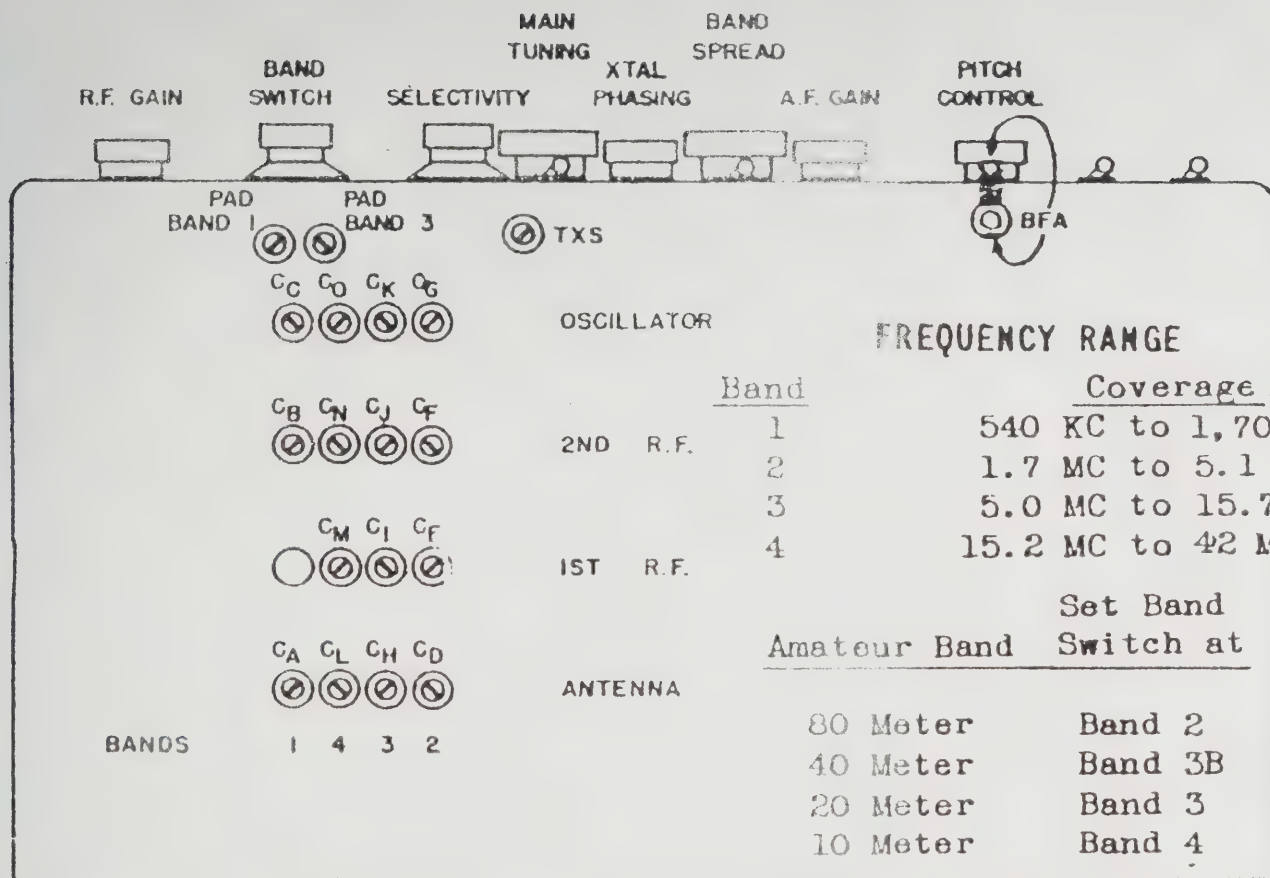 MAIN BAND
TUNING SPREAD
BAND XTAL PITCH
R.F. GAIN SWITCH SELECTIVITY PHASING A.F. GAIN CONTROL
PAD PAD
BAND 1 BAND 3
TXS BFA
CC CO CK CG
OSCILLATOR
CB CN CJ CF
2ND R.F.
CM CI CF
1ST R.F.
CA CL CH CD
ANTENNA
BANDS 1 4 3 2
FREQUENCY RANGE
Band Coverage
1 540 KC to 1,70
2 1.7 MC to 5.1
3 5.0 MC to 15.7
4 15.2 MC to 42 M
Set Band
Amateur Band Switch at
80 Meter Band 2
40 Meter Band 3B
20 Meter Band 3
10 Meter Band 4